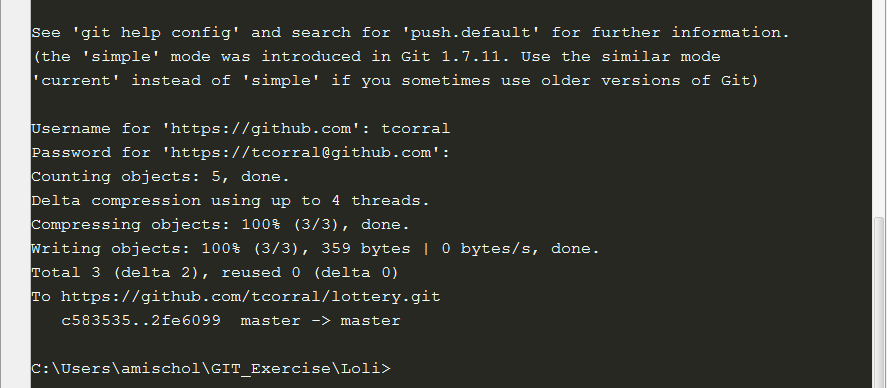 See 'git help config' and search for 'push.default' for further information.
(the 'simple' mode was introduced in Git 1.7.11. Use the similar mode
'current' instead of 'simple' if you sometimes use older versions of Git)
Username for 'https://github.com': tcorral
Password for 'https://tcorral@github.com':
Counting objects: 5, done.
Delta compression using up to 4 threads.
Compressing objects: 100% (3/3), done.
Writing objects: 100% (3/3), 359 bytes | 0 bytes/s, done.
Total 3 (delta 2), reused 0 (delta 0)
To https://github.com/tcorral/lottery.git
   c583535..2fe6099  master -> master
C:\Users\amischol\GIT_Exercise\Loli>